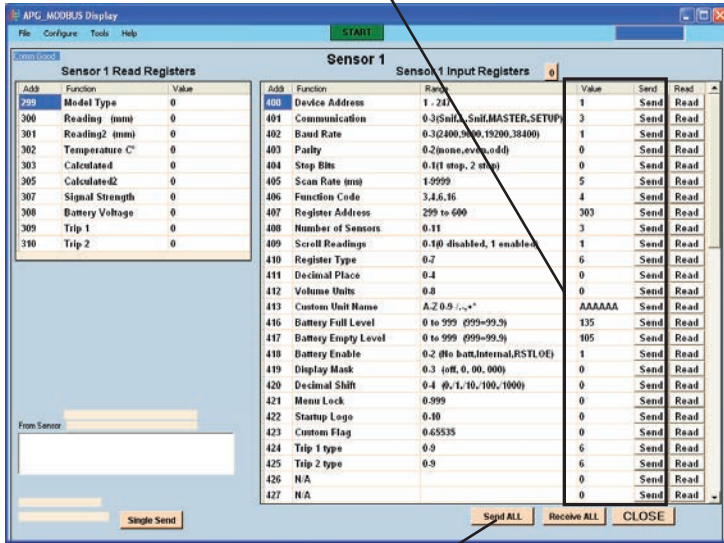 APG_MODBUS Display
File Configure Tools Help
START
Comm Good
Sensor 1
Sensor 1 Read Registers
Sensor 1 Input Registers 0
Addr Function Value
299 Model Type 0
300 Reading (mm) 0
301 Reading2 (mm) 0
302 Temperature C° 0
303 Calculated 0
305 Calculated2 0
307 Signal Strength 0
308 Battery Voltage 0
309 Trip 1 0
310 Trip 2 0
Addr Function Range Value Send Read
400 Device Address 1 - 247 1 Send Read
401 Communication 0-3(Snif,L.Snif,MASTER,SETUP) 3 Send Read
402 Baud Rate 0-3(2400,9600,19200,38400) 1 Send Read
403 Parity 0-2(none,even,odd) 0 Send Read
404 Stop Bits 0-1(1 stop, 2 stop) 0 Send Read
405 Scan Rate (ms) 1-9999 5 Send Read
406 Function Code 3,4,6,16 4 Send Read
407 Register Address 299 to 600 303 Send Read
408 Number of Sensors 0-11 3 Send Read
409 Scroll Readings 0-1(0 disabled, 1 enabled) 1 Send Read
410 Register Type 0-7 6 Send Read
411 Decimal Place 0-4 0 Send Read
412 Volume Units 0-8 0 Send Read
413 Custom Unit Name A-Z 0-9 AAAAAA Send Read
416 Battery Full Level 0 to 999 (999=99.9) 135 Send Read
417 Battery Empty Level 0 to 999 (999=99.9) 105 Send Read
418 Battery Enable 0-2 (No batt,Internal,RSTLOE) 1 Send Read
419 Display Mask 0-3 (off, 0, 00, 000) 0 Send Read
420 Decimal Shift 0-4 (0,/1,/10,/100,/1000) 0 Send Read
421 Menu Lock 0-999 0 Send Read
422 Startup Logo 0-10 0 Send Read
423 Custom Flag 0-65535 0 Send Read
424 Trip 1 type 0-9 6 Send Read
425 Trip 2 type 0-9 6 Send Read
426 N/A 0 Send Read
427 N/A 0 Send Read
From Sensor
Single Send
Send ALL Receive ALL CLOSE